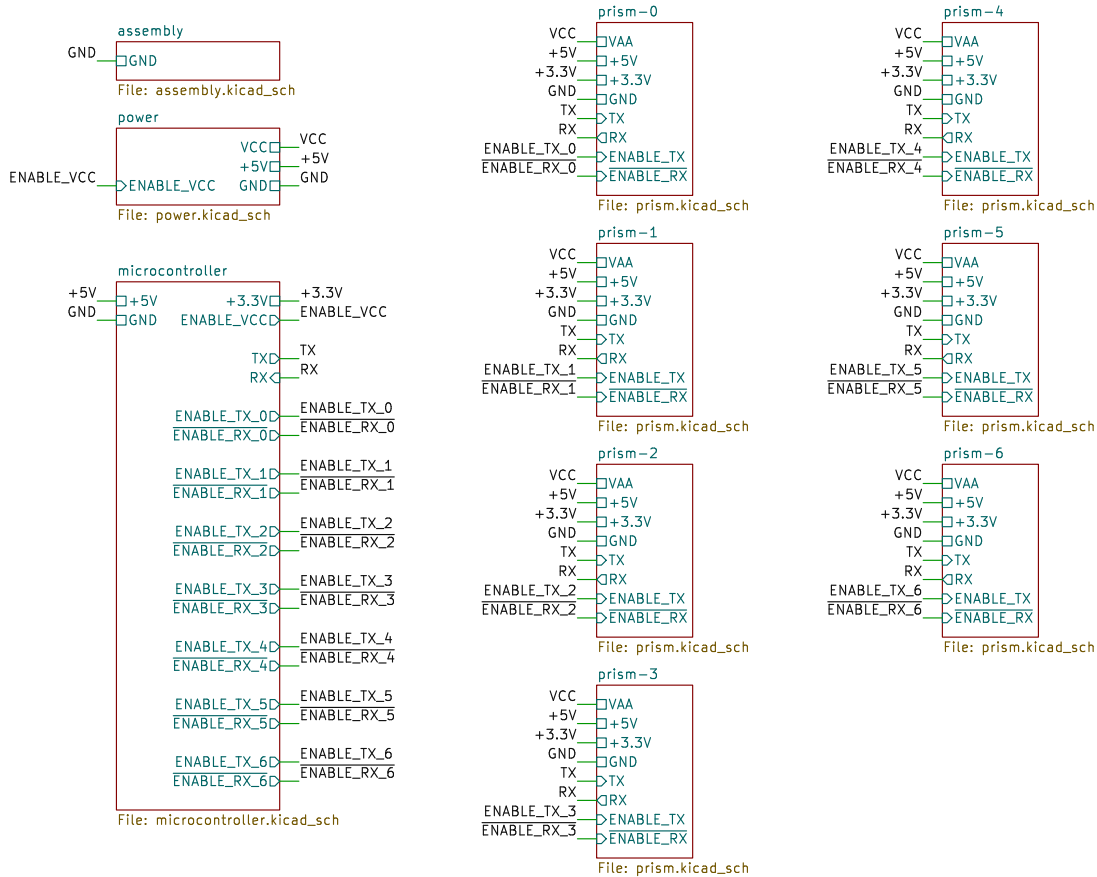 assembly
GND
GND
File: assembly.kicad_sch
power
VCC VCC
+5V +5V
ENABLE_VCC ENABLE_VCC GND GND
File: power.kicad_sch
microcontroller
+5V +5V +3.3V +3.3V
GND GND ENABLE_VCC ENABLE_VCC
TX TX
RX RX
ENABLE_TX_0 ENABLE_TX_0
ENABLE_RX_0 ENABLE_RX_0
ENABLE_TX_1 ENABLE_TX_1
ENABLE_RX_1 ENABLE_RX_1
ENABLE_TX_2 ENABLE_TX_2
ENABLE_RX_2 ENABLE_RX_2
ENABLE_TX_3 ENABLE_TX_3
ENABLE_RX_3 ENABLE_RX_3
ENABLE_TX_4 ENABLE_TX_4
ENABLE_RX_4 ENABLE_RX_4
ENABLE_TX_5 ENABLE_TX_5
ENABLE_RX_5 ENABLE_RX_5
ENABLE_TX_6 ENABLE_TX_6
ENABLE_RX_6 ENABLE_RX_6
File: microcontroller.kicad_sch
prism-0
VCC VAA
+5V +5V
+3.3V +3.3V
GND GND
TX TX
RX RX
ENABLE_TX_0 ENABLE_TX
ENABLE_RX_0 ENABLE_RX
File: prism.kicad_sch
prism-1
VCC VAA
+5V +5V
+3.3V +3.3V
GND GND
TX TX
RX RX
ENABLE_TX_1 ENABLE_TX
ENABLE_RX_1 ENABLE_RX
File: prism.kicad_sch
prism-2
VCC VAA
+5V +5V
+3.3V +3.3V
GND GND
TX TX
RX RX
ENABLE_TX_2 ENABLE_TX
ENABLE_RX_2 ENABLE_RX
File: prism.kicad_sch
prism-3
VCC VAA
+5V +5V
+3.3V +3.3V
GND GND
TX TX
RX RX
ENABLE_TX_3 ENABLE_TX
ENABLE_RX_3 ENABLE_RX
File: prism.kicad_sch
prism-4
VCC VAA
+5V +5V
+3.3V +3.3V
GND GND
TX TX
RX RX
ENABLE_TX_4 ENABLE_TX
ENABLE_RX_4 ENABLE_RX
File: prism.kicad_sch
prism-5
VCC VAA
+5V +5V
+3.3V +3.3V
GND GND
TX TX
RX RX
ENABLE_TX_5 ENABLE_TX
ENABLE_RX_5 ENABLE_RX
File: prism.kicad_sch
prism-6
VCC VAA
+5V +5V
+3.3V +3.3V
GND GND
TX TX
RX RX
ENABLE_TX_6 ENABLE_TX
ENABLE_RX_6 ENABLE_RX
File: prism.kicad_sch